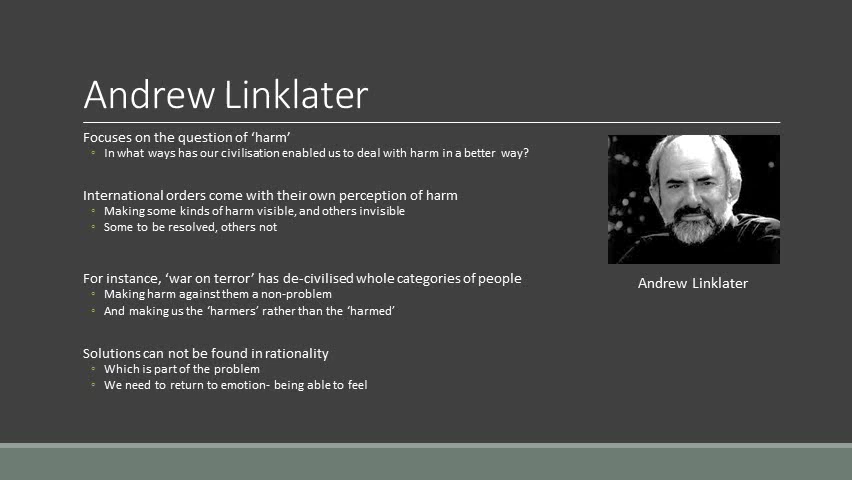 Andrew Linklater
Focuses on the question of ‘harm’
◦ In what ways has our civilisation enabled us to deal with harm in a better way?
International orders come with their own perception of harm
◦ Making some kinds of harm visible, and others invisible
◦ Some to be resolved, others not
For instance, ‘war on terror’ has de-civilised whole categories of people
◦ Making harm against them a non-problem
◦ And making us the ‘harmers’ rather than the ‘harmed’
Solutions can not be found in rationality
◦ Which is part of the problem
◦ We need to return to emotion- being able to feel
Andrew Linklater